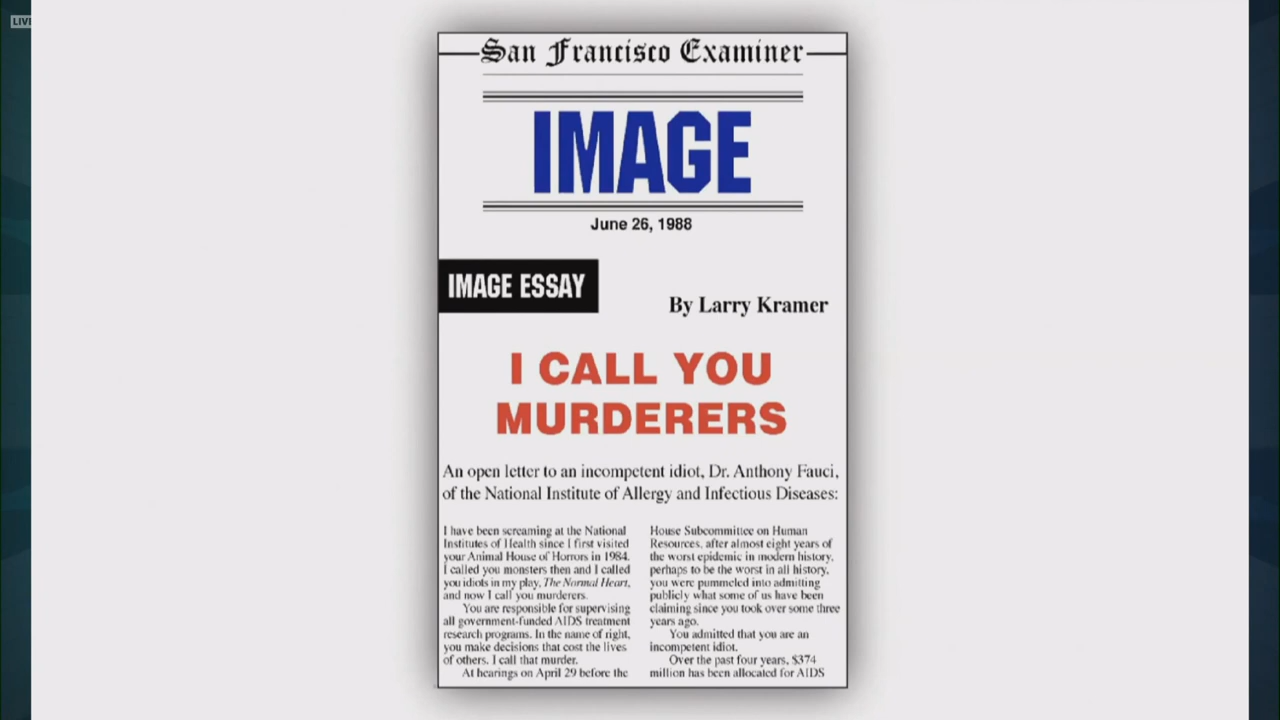 LIVE
San Francisco Examiner
IMAGE
June 26, 1988
IMAGE ESSAY
By Larry Kramer
I CALL YOU
MURDERERS
An open letter to an incompetent idiot, Dr. Anthony Fauci,
of the National Institute of Allergy and Infectious Diseases:
I have been screaming at the National
Institutes of Health since I first visited
your Animal House of Horrors in 1984.
I called you monsters then and I called
you idiots in my play, The Normal Heart,
and now I call you murderers.
You are responsible for supervising
all government-funded AIDS treatment
research programs. In the name of right,
you make decisions that cost the lives
of others. I call that murder.
At hearings on April 29 before the
House Subcommittee on Human
Resources, after almost eight years of
the worst epidemic in modern history,
perhaps to be the worst in all history,
you were pummeled into admitting
publicly what some of us have been
claiming since you took over some three
years ago.
You admitted that you are an
incompetent idiot.
Over the past four years, $374
million has been allocated for AIDS